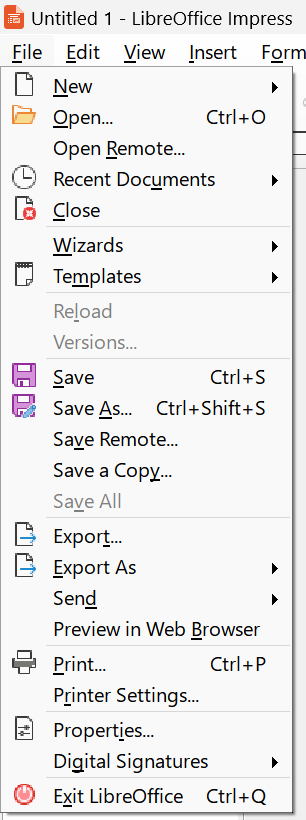 Untitled 1 - LibreOffice Impress
File Edit View Insert Form
New
Open... Ctrl+O
Open Remote...
Recent Documents
Close
Wizards
Templates
Reload
Versions...
Save Ctrl+S
Save As... Ctrl+Shift+S
Save Remote...
Save a Copy...
Save All
Export...
Export As
Send
Preview in Web Browser
Print... Ctrl+P
Printer Settings...
Properties...
Digital Signatures
Exit LibreOffice Ctrl+Q